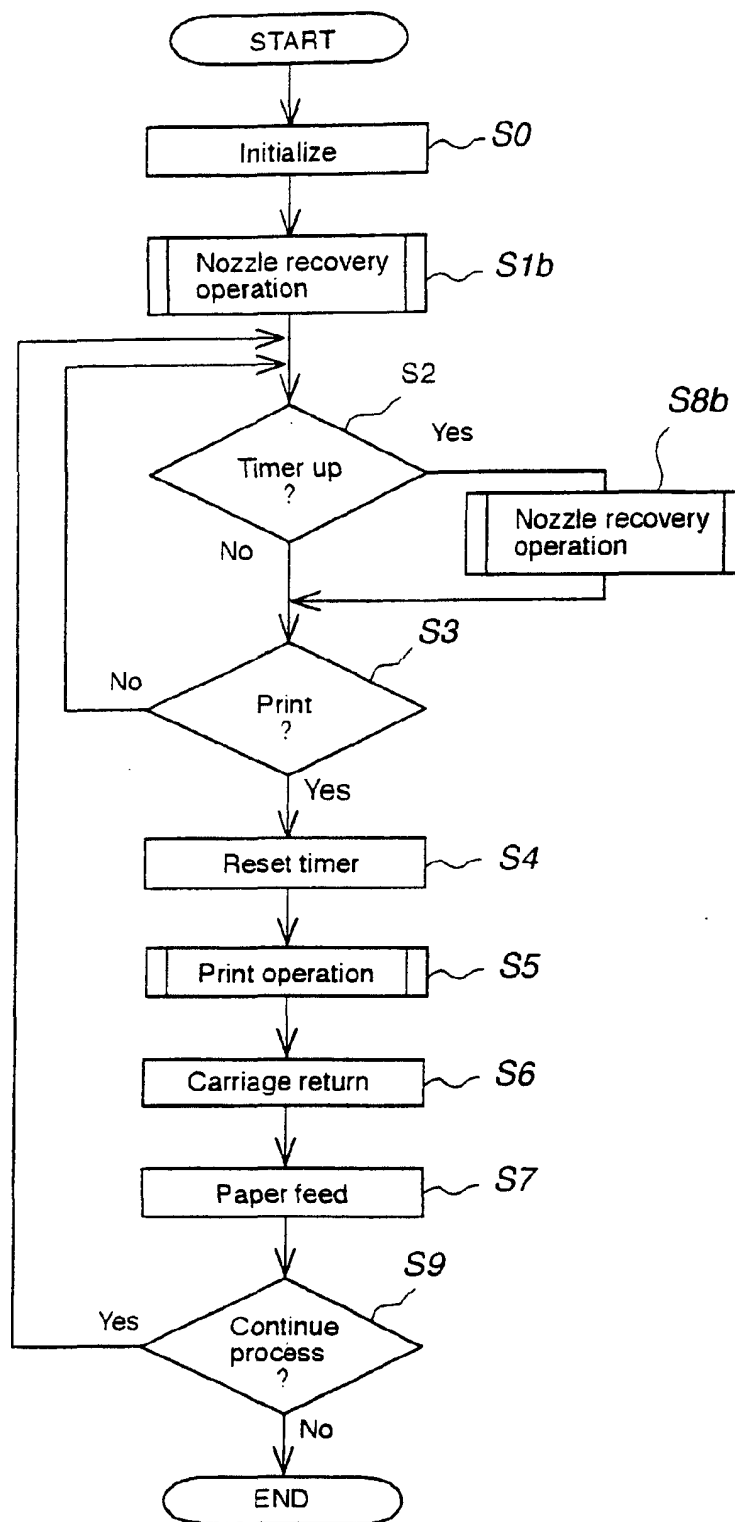 START
Initialize
S0
Nozzle recovery
operation
S1b
S2
Timer up
?
Yes
No
S8b
Nozzle recovery
operation
S3
Print
?
No
Yes
Reset timer
S4
Print operation
S5
Carriage return
S6
Paper feed
S7
S9
Continue
process
?
Yes
No
END